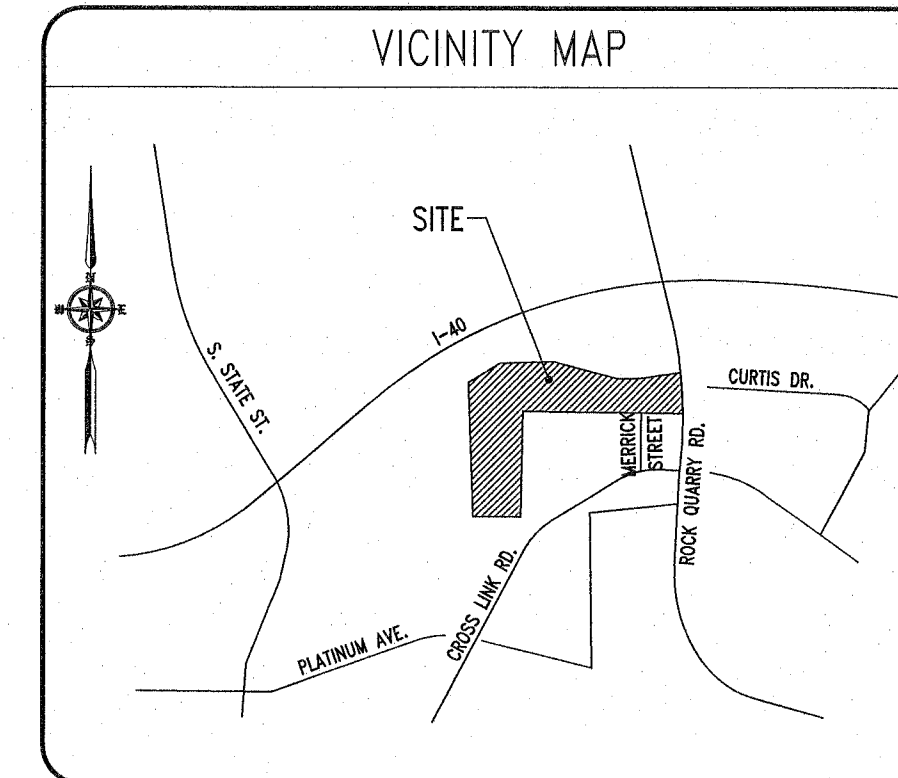 VICINITY MAP
SITE
N
W
E
S
I-40
S. STATE ST.
CURTIS DR.
MERRICK
STREET
ROCK QUARRY RD.
CROSS LINK RD.
PLATINUM AVE.